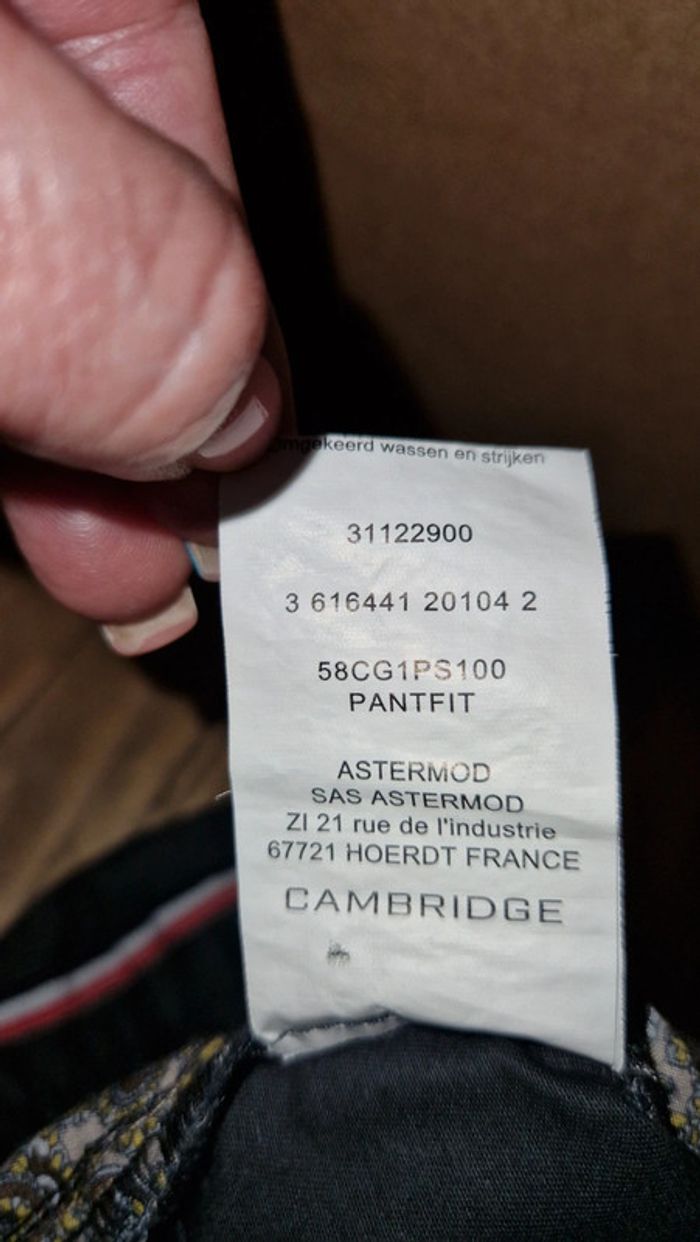 Omgekeerd wassen en strijken
31122900
3 616441 20104 2
58CG1PS100
PANTFIT
ASTERMOD
SAS ASTERMOD
ZI 21 rue de l'industrie
67721 HOERDT FRANCE
CAMBRIDGE